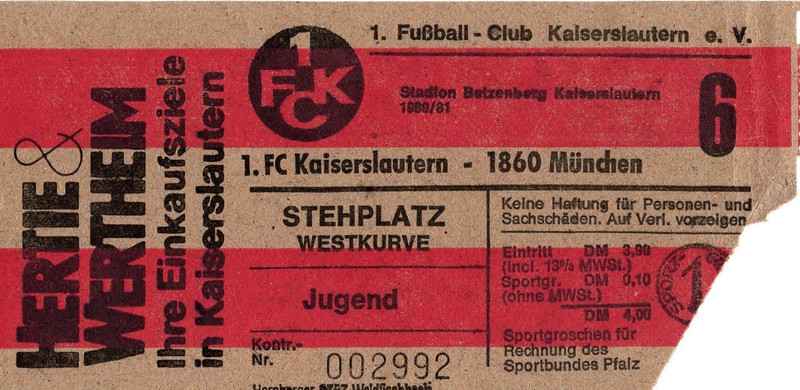 HERTIE &
WERTHEIM
Ihre Einkaufsziele
in Kaiserslautern
1
FCK
1. Fußball-Club Kaiserslautern e. V.
Stadion Betzenberg Kaiserslautern
1980/81
6
1. FC Kaiserslautern - 1860 München
STEHPLATZ
WESTKURVE
Jugend
Kontr.-
Nr. 002992
Keine Haftung für Personen- und
Sachschäden. Auf Verl. vorzeigen
Eintritt DM 3,90
(incl. 13% MWSt.)
Sportgr. DM 0,10
(ohne MWSt.)
DM 4,00
Sportgroschen für
Rechnung des
Sportbundes Pfalz
SPORT
1